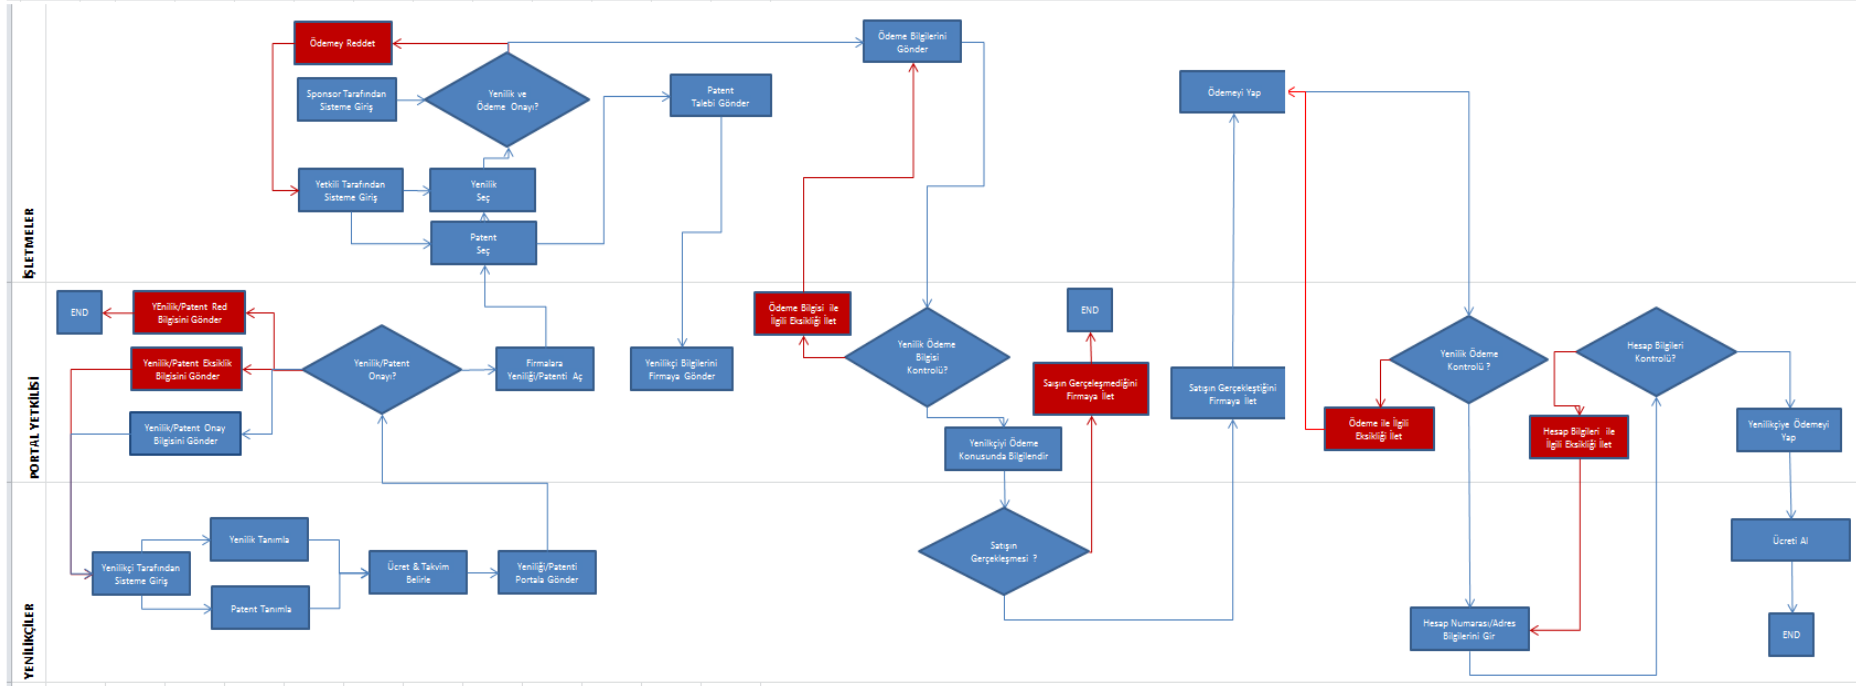 İŞLETMELER
Ödemey Reddet
Sponsor Tarafından
Sisteme Giriş
Yenilik ve
Ödeme Onayı?
Yetkili Tarafından
Sisteme Giriş
Yenilik
Seç
Patent
Seç
Patent
Talebi Gönder
Ödeme Bilgilerini
Gönder
Ödemeyi Yap
PORTAL YETKİLİSİ
END
YEnilik/Patent Red
Bilgisini Gönder
Yenilik/Patent Eksiklik
Bilgisini Gönder
Yenilik/Patent Onay
Bilgisini Gönder
Yenilik/Patent
Onayı?
Firmalara
Yeniliği/Patenti Aç
Yenilikçi Bilgilerini
Firmaya Gönder
Ödeme Bilgisi ile
İlgili Eksikliği İlet
Yenilik Ödeme
Bilgisi
Kontrolü?
Yenilikçiyi Ödeme
Konusunda Bilgilendir
END
Saışın Gerçeleşmediğini
Firmaya İlet
Satışın Gerçekleştiğini
Firmaya İlet
Yenilik Ödeme
Kontrolü ?
Ödeme ile İlgili
Eksikliği İlet
Hesap Bilgileri
Kontrolü?
Hesap Bilgileri ile
İlgili Eksikliği İlet
Yenilikçiye Ödemeyi
Yap
YENİLİKÇİLER
Yenilikçi Tarafından
Sisteme Giriş
Yenilik Tanımla
Patent Tanımla
Ücret & Takvim
Belirle
Yeniliği/Patenti
Portala Gönder
Satışın
Gerçekleşmesi ?
Hesap Numarası/Adres
Bilgilerini Gir
Ücreti Al
END